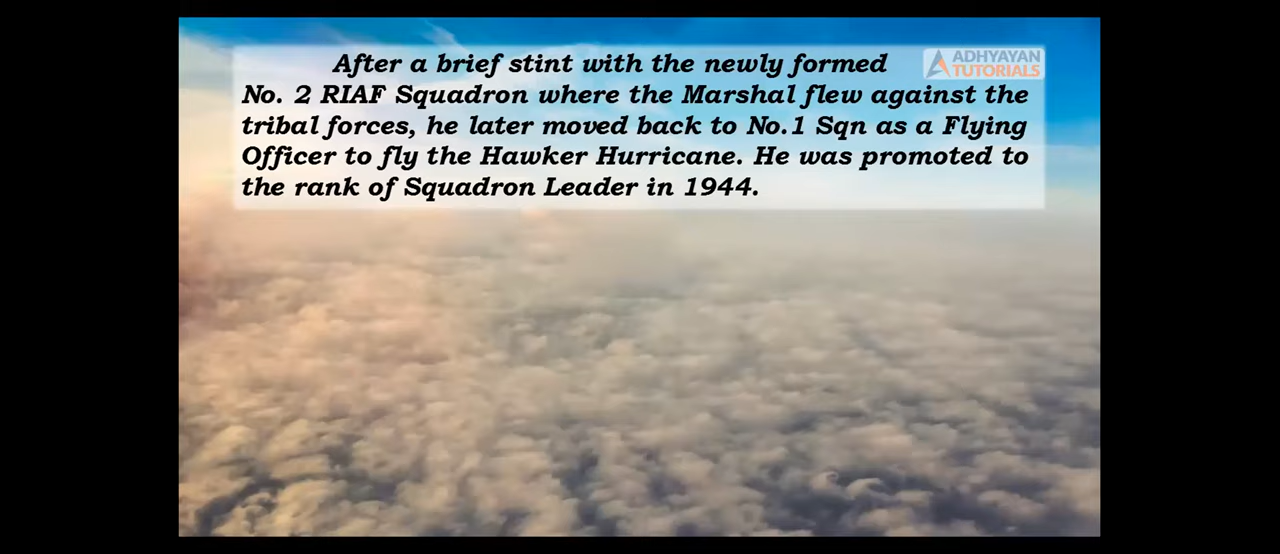 After a brief stint with the newly formed
ADHYAYAN
TUTORIALS
No. 2 RIAF Squadron where the Marshal flew against the
tribal forces, he later moved back to No.1 Sqn as a Flying
Officer to fly the Hawker Hurricane. He was promoted to
the rank of Squadron Leader in 1944.